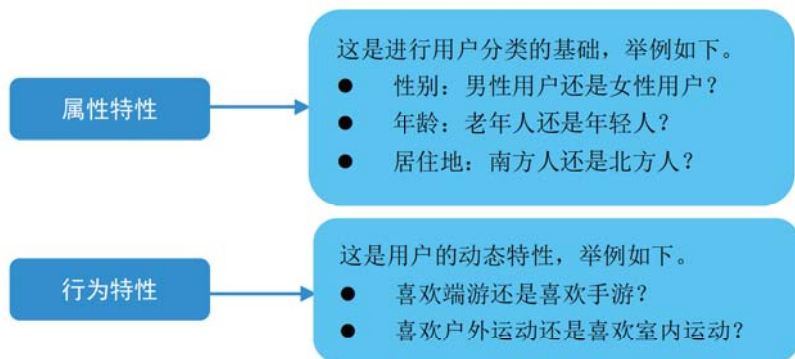 属性特性
这是进行用户分类的基础，举例如下。
● 性别：男性用户还是女性用户？
● 年龄：老年人还是年轻人？
● 居住地：南方人还是北方人？
行为特性
这是用户的动态特性，举例如下。
● 喜欢端游还是喜欢手游？
● 喜欢户外运动还是喜欢室内运动？